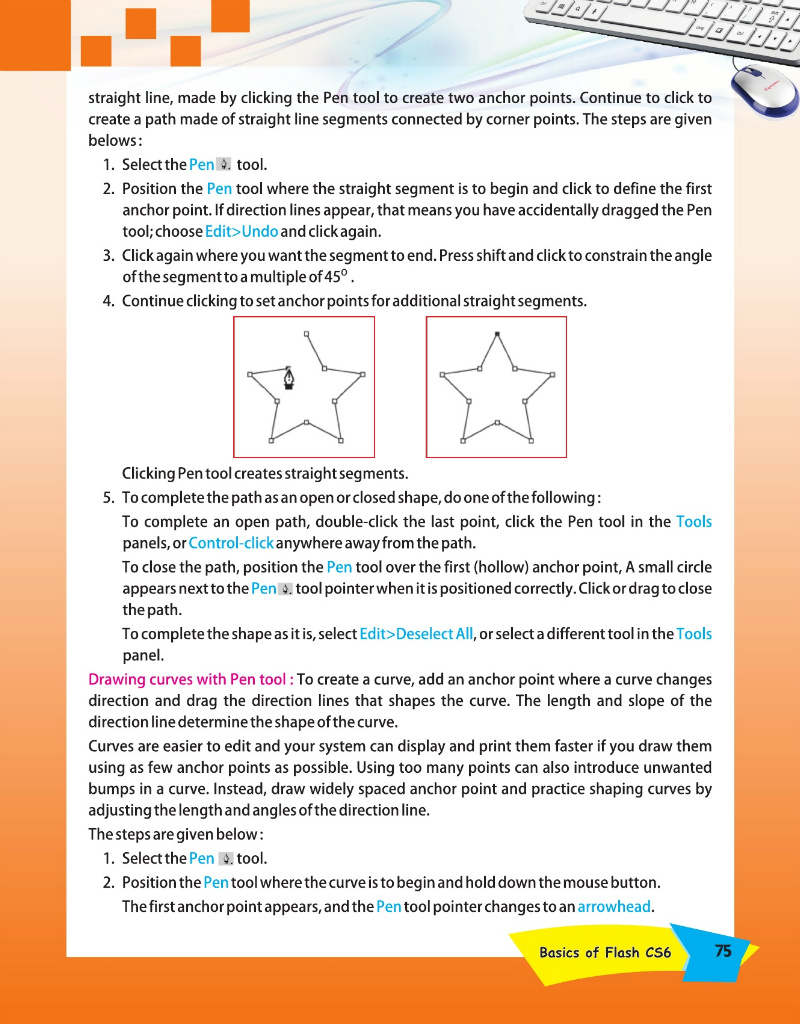 straight line, made by clicking the Pen tool to create two anchor points. Continue to click to
create a path made of straight line segments connected by corner points. The steps are given
belows :
1. Select the Pen tool.
2. Position the Pen tool where the straight segment is to begin and click to define the first
anchor point. If direction lines appear, that means you have accidentally dragged the Pen
tool; choose Edit>Undo and click again.
3. Click again where you want the segment to end. Press shift and click to constrain the angle
of the segment to a multiple of 45⁰ .
4. Continue clicking to set anchor points for additional straight segments.
Clicking Pen tool creates straight segments.
5. To complete the path as an open or closed shape, do one of the following :
To complete an open path, double-click the last point, click the Pen tool in the Tools
panels, or Control-click anywhere away from the path.
To close the path, position the Pen tool over the first (hollow) anchor point, A small circle
appears next to the Pen tool pointer when it is positioned correctly. Click or drag to close
the path.
To complete the shape as it is, select Edit>Deselect All, or select a different tool in the Tools
panel.
Drawing curves with Pen tool : To create a curve, add an anchor point where a curve changes
direction and drag the direction lines that shapes the curve. The length and slope of the
direction line determine the shape of the curve.
Curves are easier to edit and your system can display and print them faster if you draw them
using as few anchor points as possible. Using too many points can also introduce unwanted
bumps in a curve. Instead, draw widely spaced anchor point and practice shaping curves by
adjusting the length and angles of the direction line.
The steps are given below :
1. Select the Pen tool.
2. Position the Pen tool where the curve is to begin and hold down the mouse button.
The first anchor point appears, and the Pen tool pointer changes to an arrowhead.
Basics of Flash CS6 75